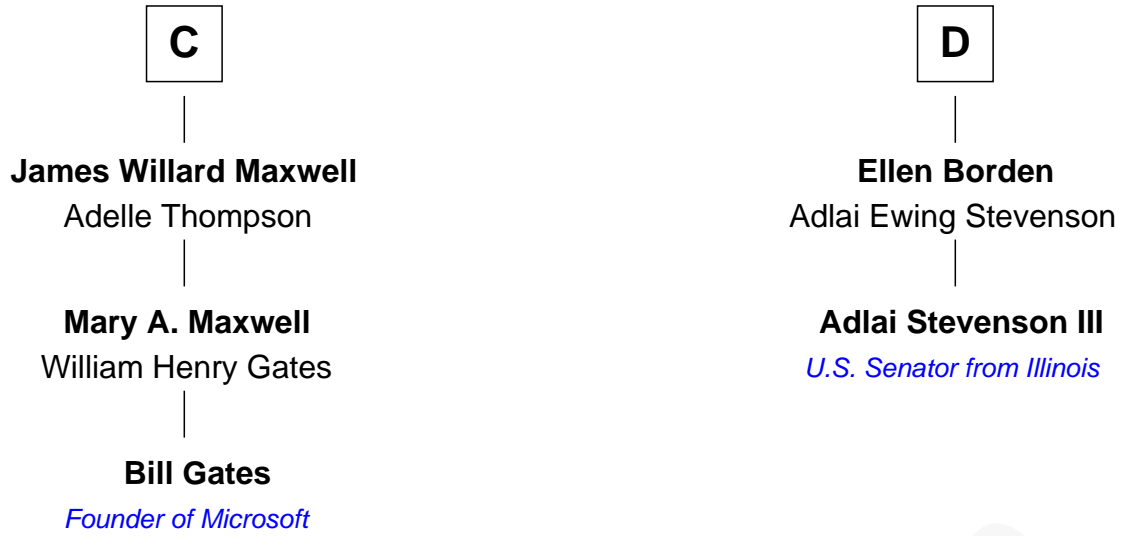 C
James Willard Maxwell
Adelle Thompson
Mary A. Maxwell
William Henry Gates
Bill Gates
Founder of Microsoft
D
Ellen Borden
Adlai Ewing Stevenson
Adlai Stevenson III
U.S. Senator from Illinois